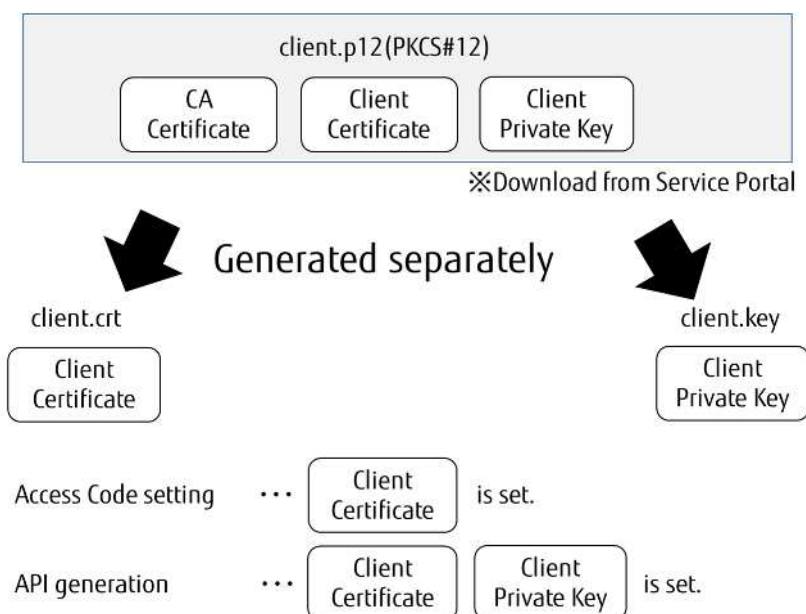 client.p12(PKCS#12)
CA
Certificate
Client
Certificate
Client
Private Key
※Download from Service Portal
Generated separately
client.crt
client.key
Client
Certificate
Client
Private Key
Access Code setting ··· Client
Certificate is set.
API generation ··· Client
Certificate Client
Private Key is set.